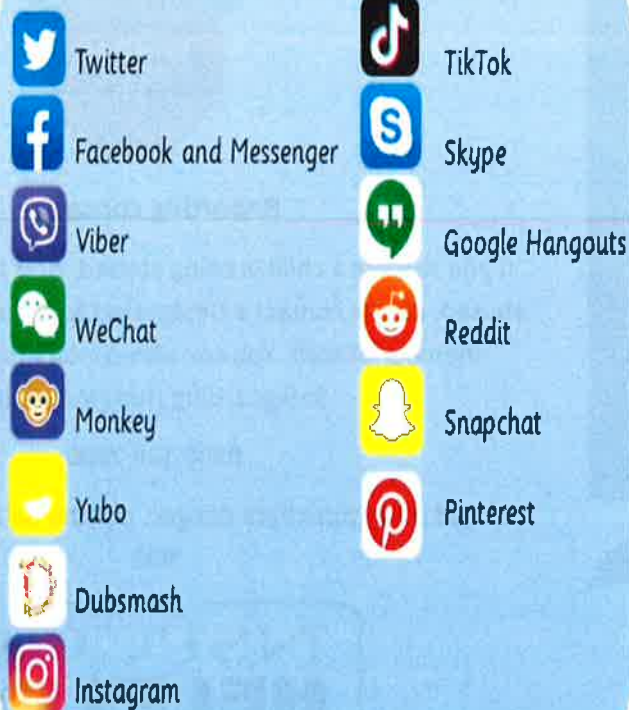 Twitter
Facebook and Messenger
Viber
WeChat
Monkey
Yubo
Dubsmash
Instagram
TikTok
Skype
Google Hangouts
Reddit
Snapchat
Pinterest